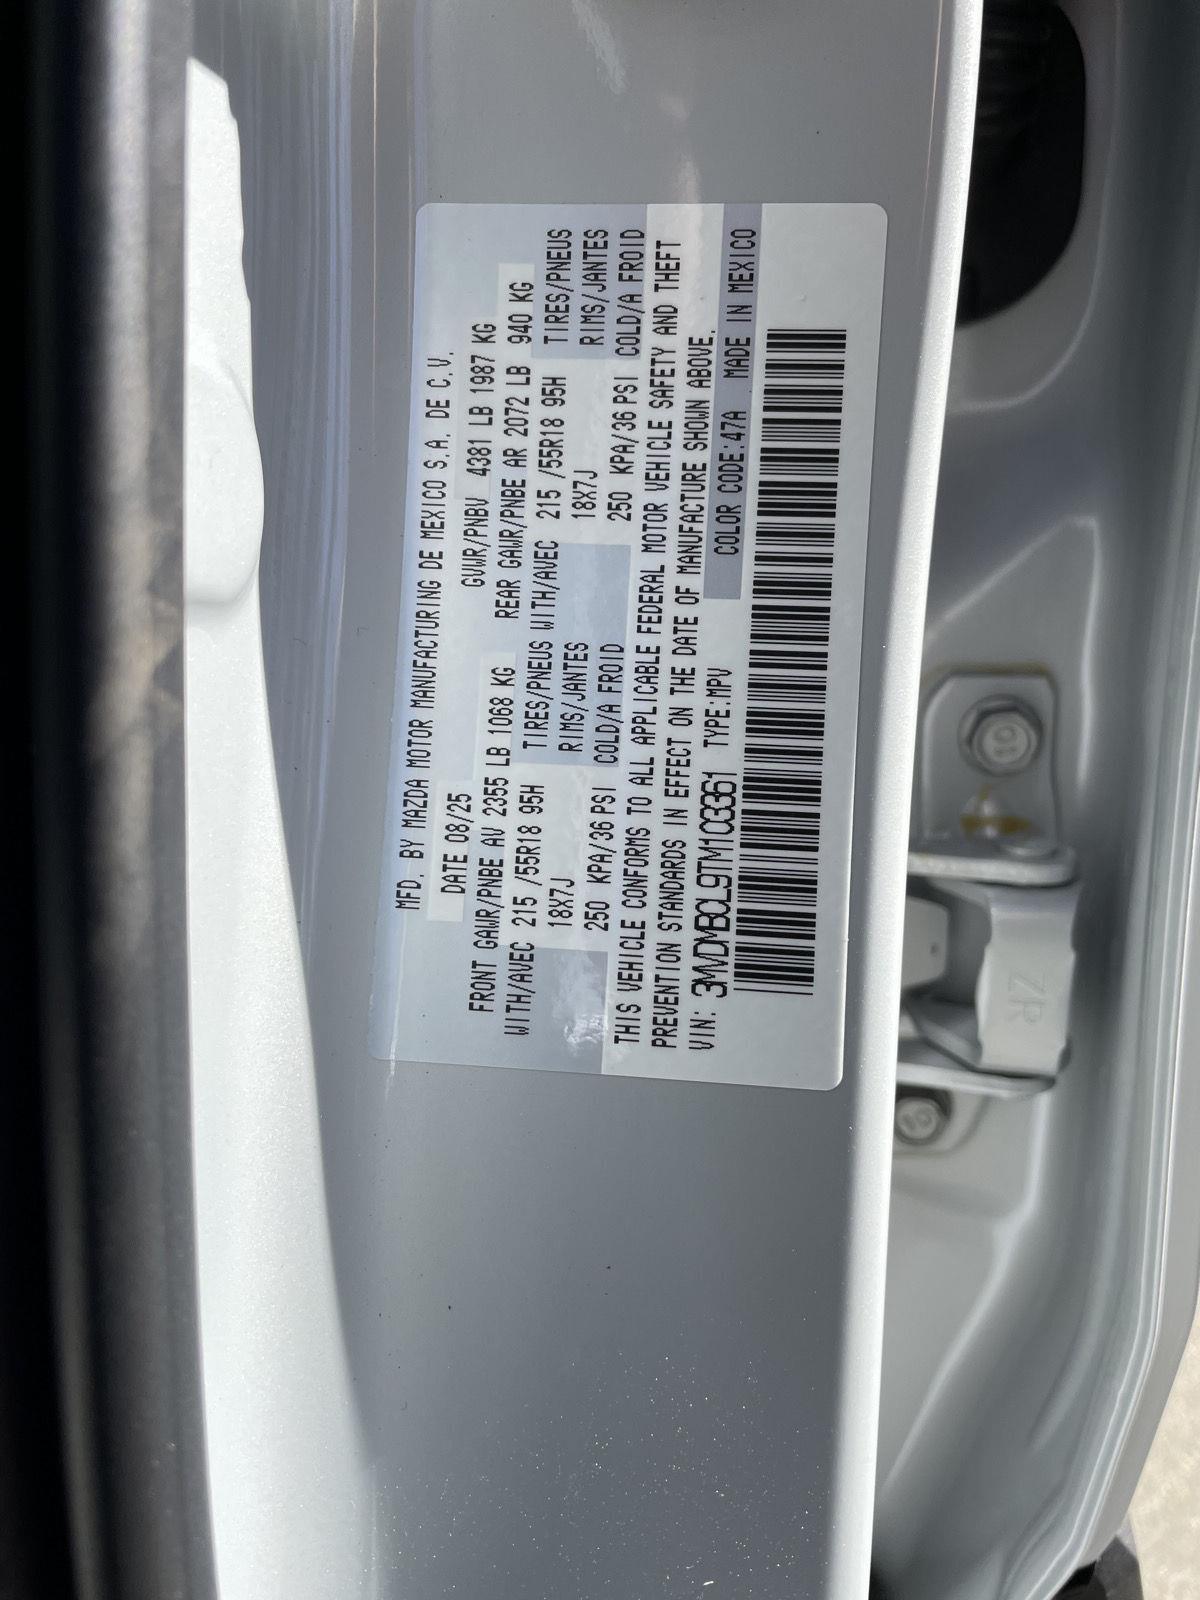 MFD. BY MAZDA MOTOR MANUFACTURING DE MEXICO S.A. DE C.V.
DATE 08/25 GVWR/PNBV 4381 LB 1987 KG
FRONT GAWR/PNBE AV 2355 LB 1068 KG REAR GAWR/PNBE AR 2072 LB 940 KG
WITH/AVEC 215 /55R18 95H TIRES/PNEUS WITH/AVEC 215 /55R18 95H TIRES/PNEUS
18X7J RIMS/JANTES 18X7J RIMS/JANTES
250 KPA/36 PSI COLD/A FROID 250 KPA/36 PSI COLD/A FROID
THIS VEHICLE CONFORMS TO ALL APPLICABLE FEDERAL MOTOR VEHICLE SAFETY AND THEFT
PREVENTION STANDARDS IN EFFECT ON THE DATE OF MANUFACTURE SHOWN ABOVE.
VIN: 3MVDMBCL9TM103361 TYPE:MPV COLOR CODE:47A MADE IN MEXICO
10
ZR